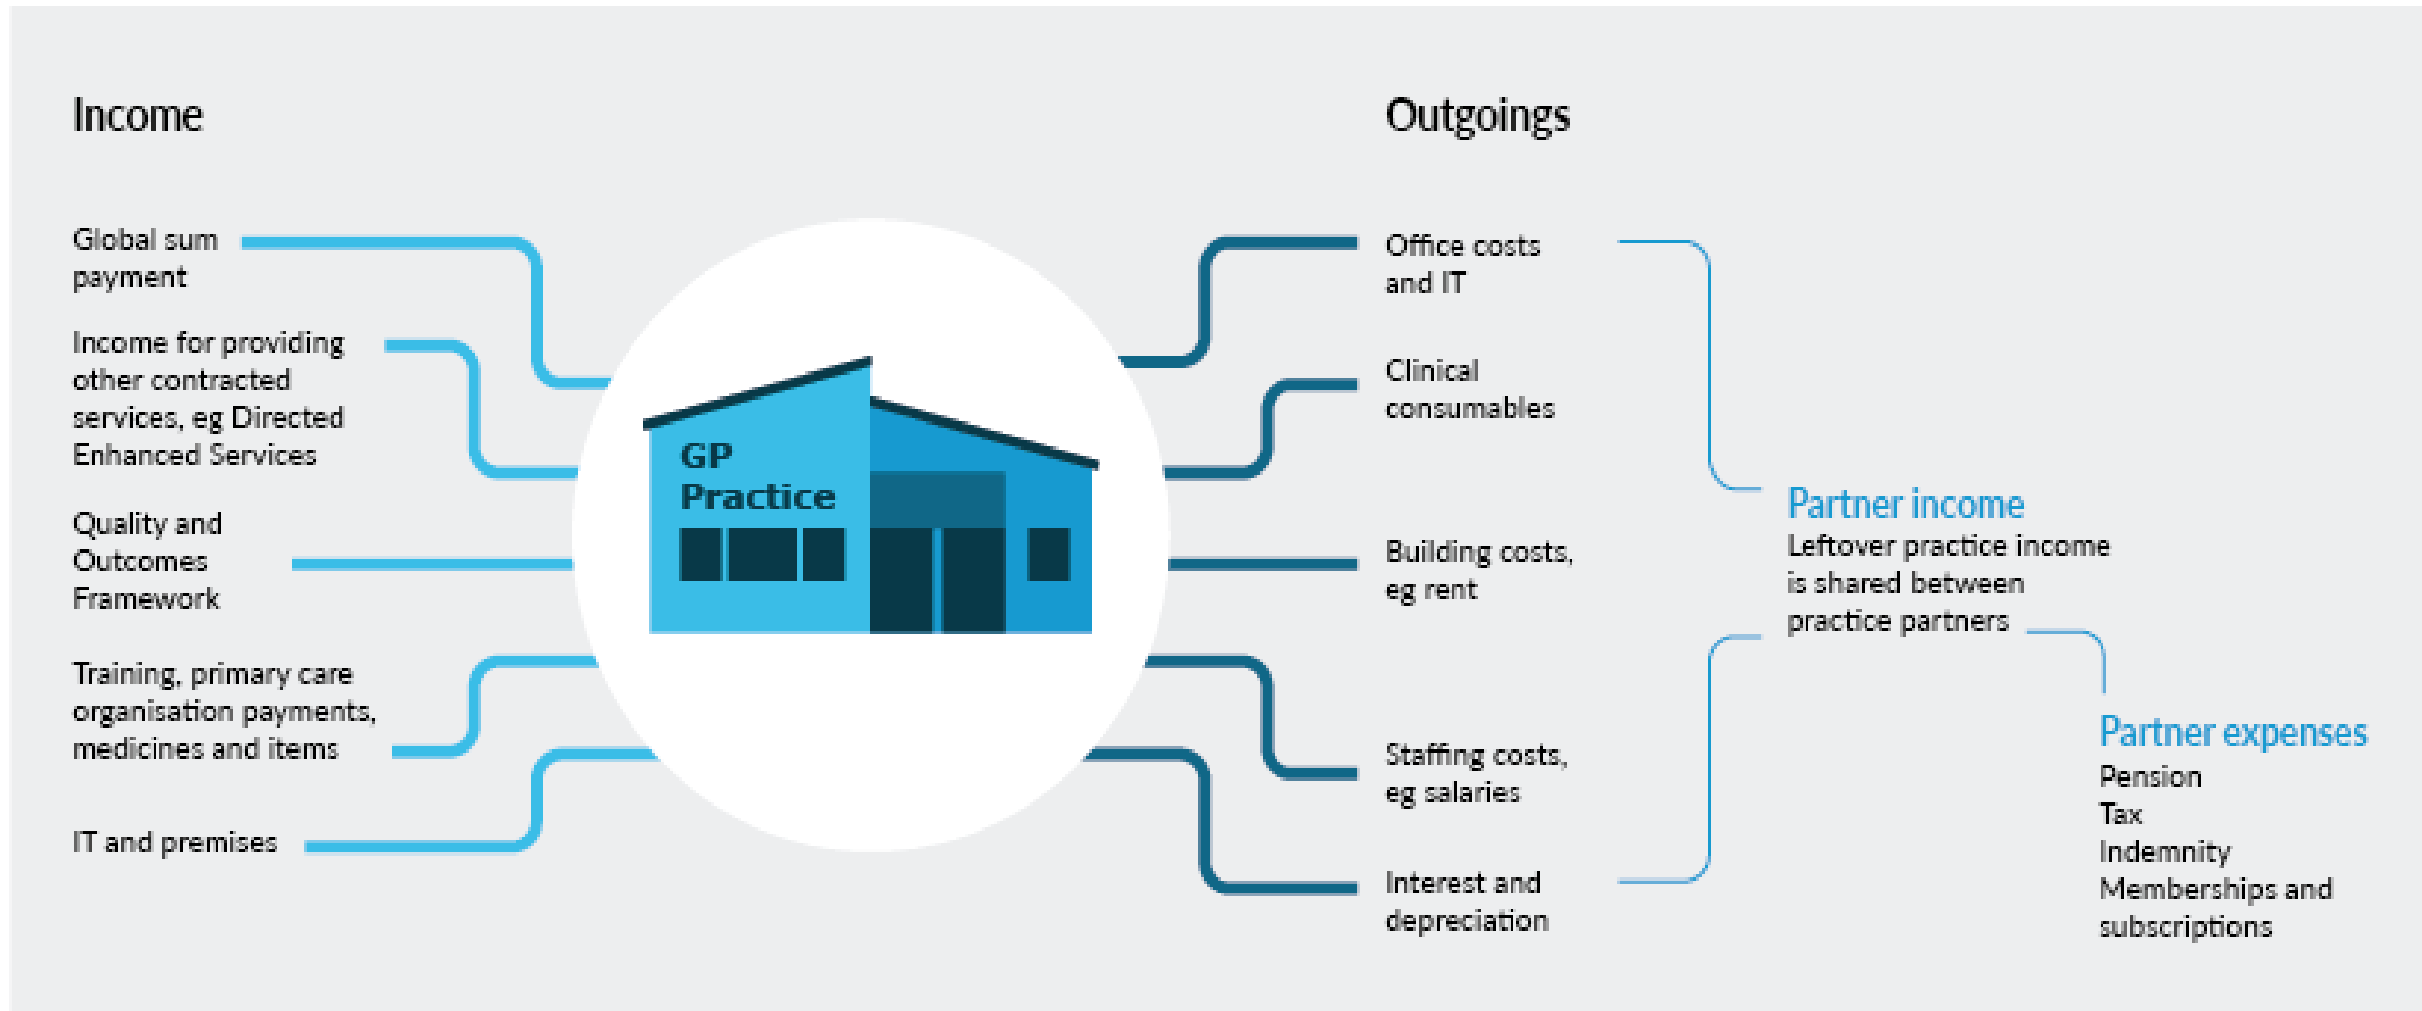 Income
Global sum
payment
Income for providing
other contracted
services, eg Directed
Enhanced Services
Quality and
Outcomes
Framework
Training, primary care
organisation payments,
medicines and items
IT and premises
GP
Practice
Outgoings
Office costs
and IT
Clinical
consumables
Building costs,
eg rent
Staffing costs,
eg salaries
Interest and
depreciation
Partner income
Leftover practice income
is shared between
practice partners
Partner expenses
Pension
Tax
Indemnity
Memberships and
subscriptions